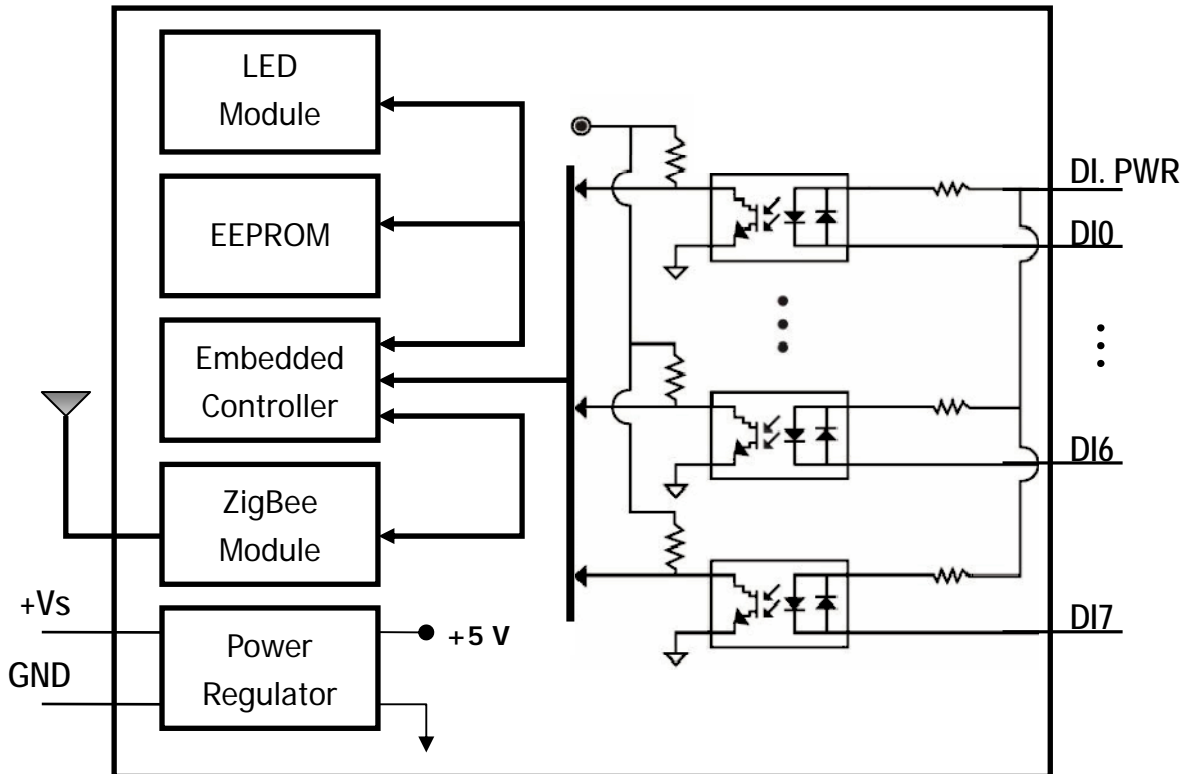 LED
Module
EEPROM
Embedded
Controller
ZigBee
Module
Power
Regulator
+Vs
GND
+5 V
DI. PWR
DI0
DI6
DI7